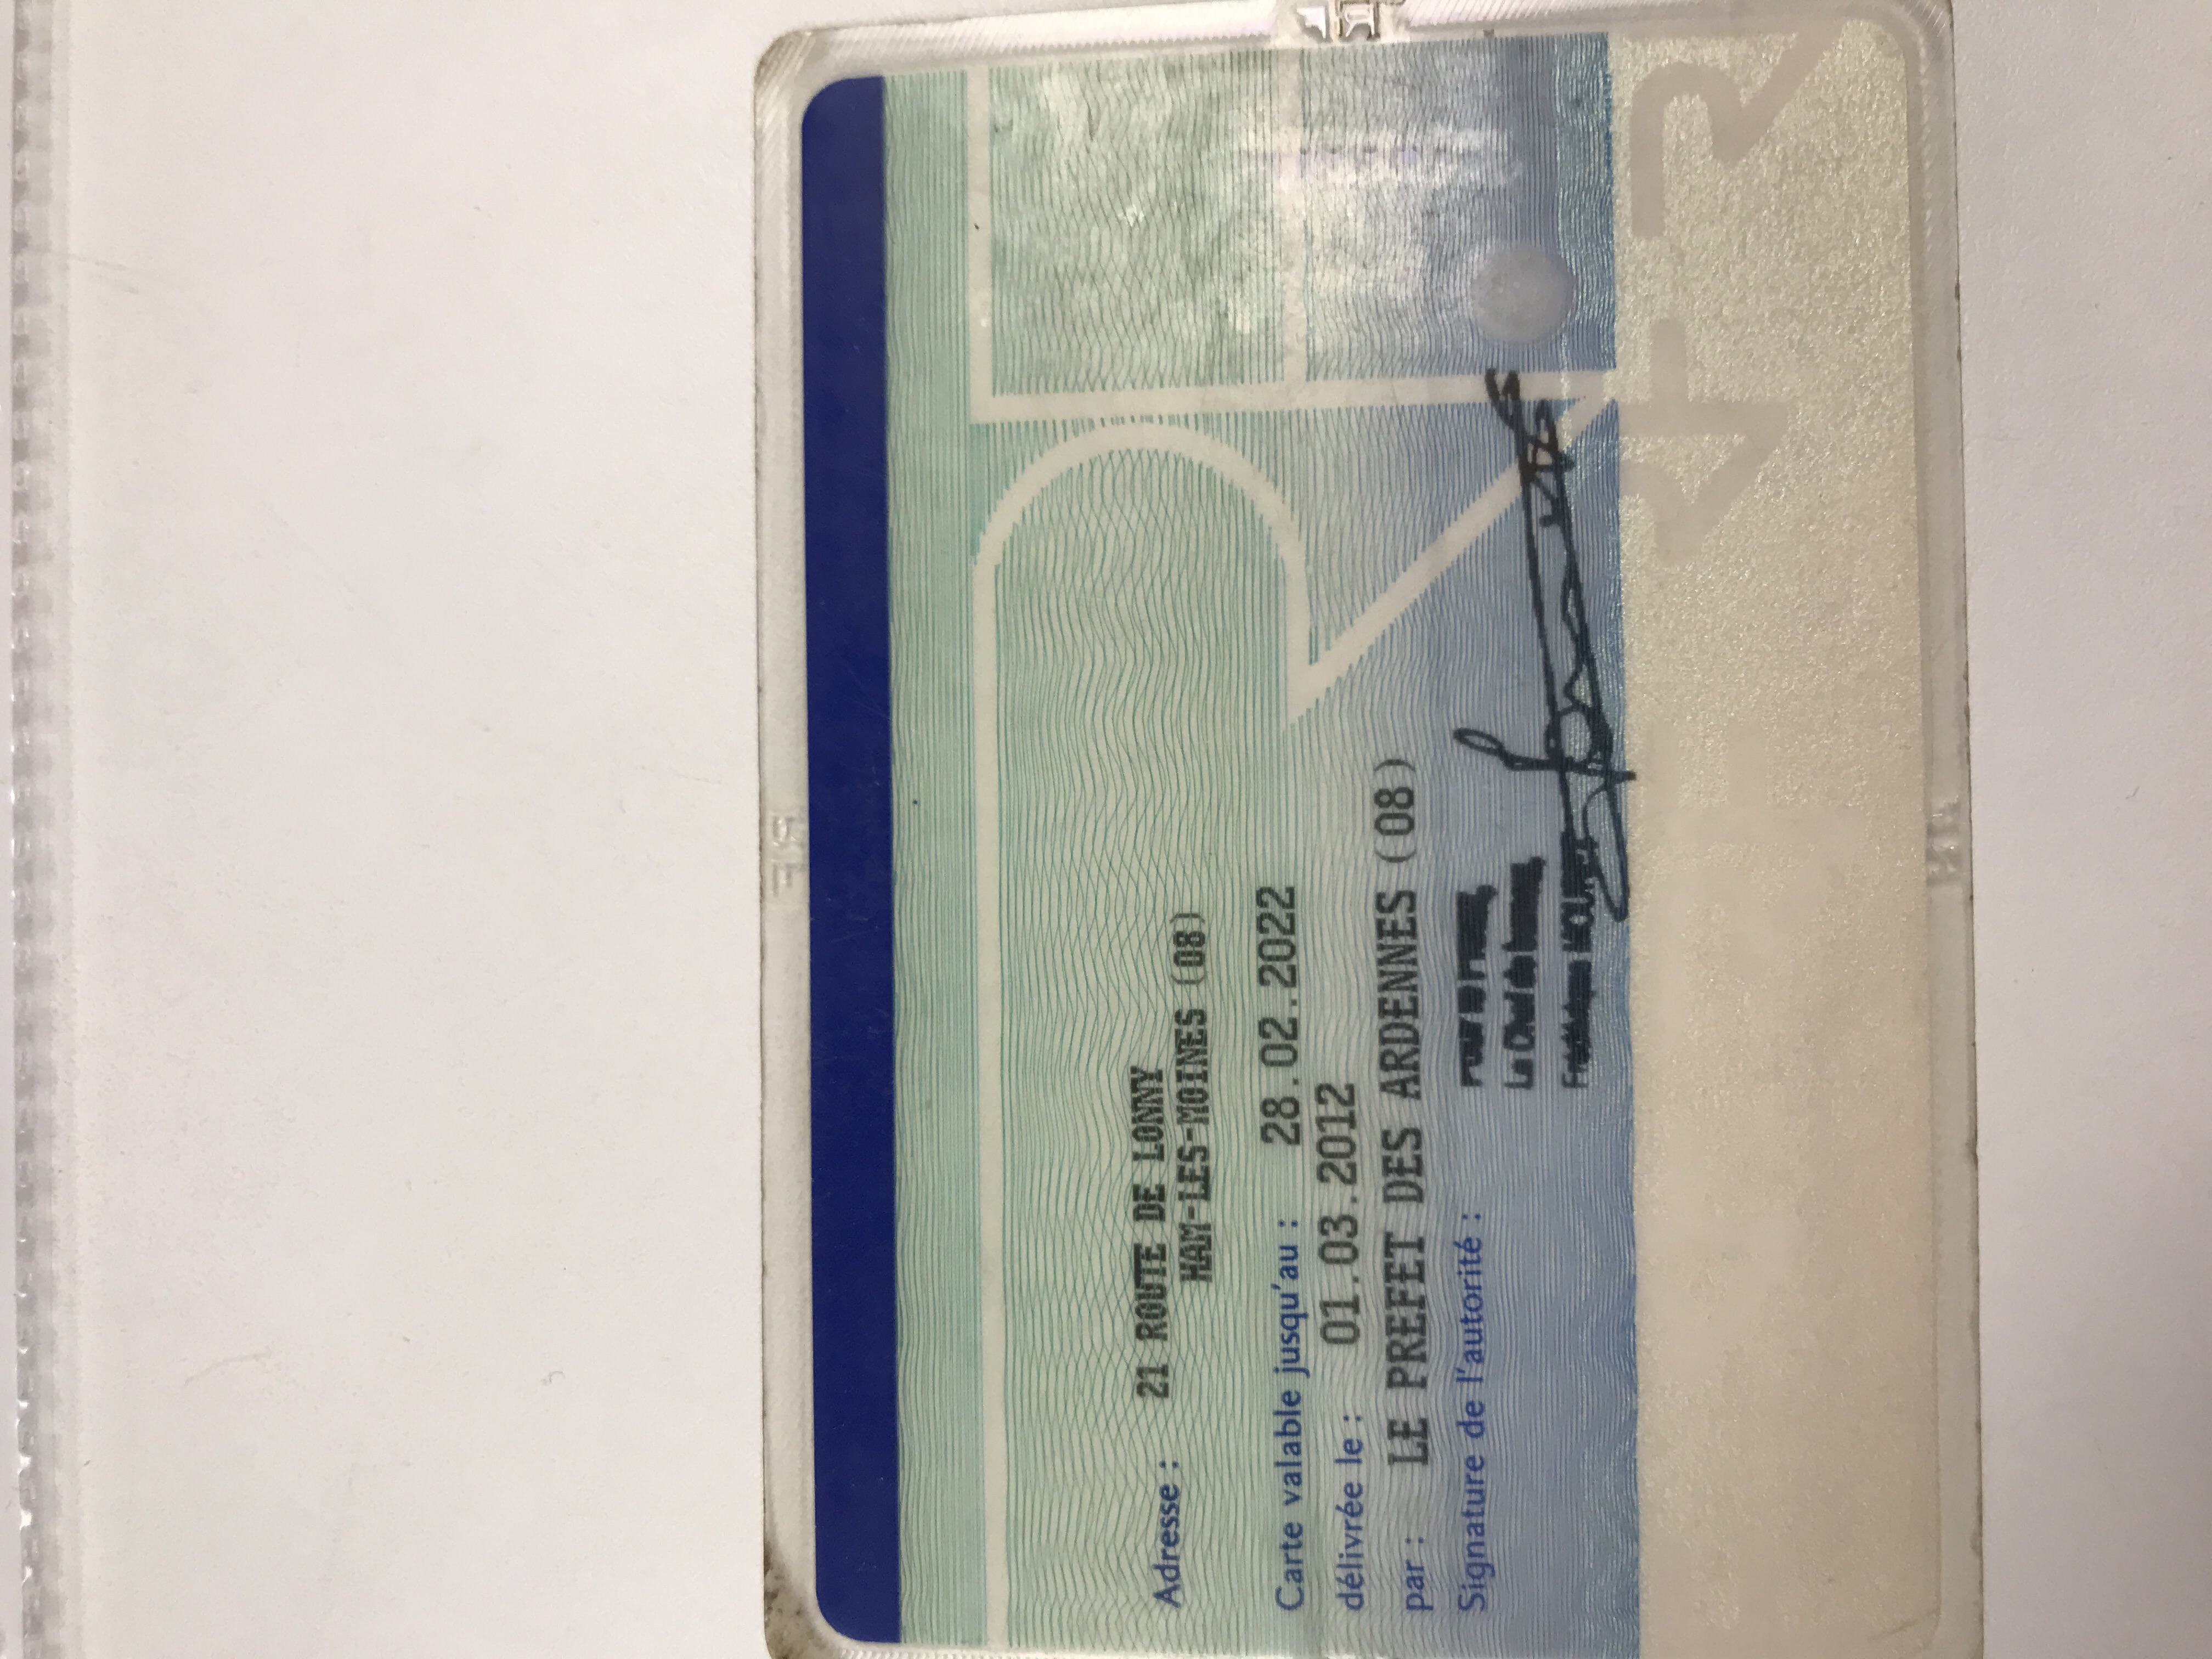 Adresse : 21 ROUTE DE LONNY
HAM-LES-MOINES (08)
Carte valable jusqu'au : 28.02.2022
délivrée le : 01.03.2012
par : LE PREFET DES ARDENNES (08)
Signature de l'autorité :
RF